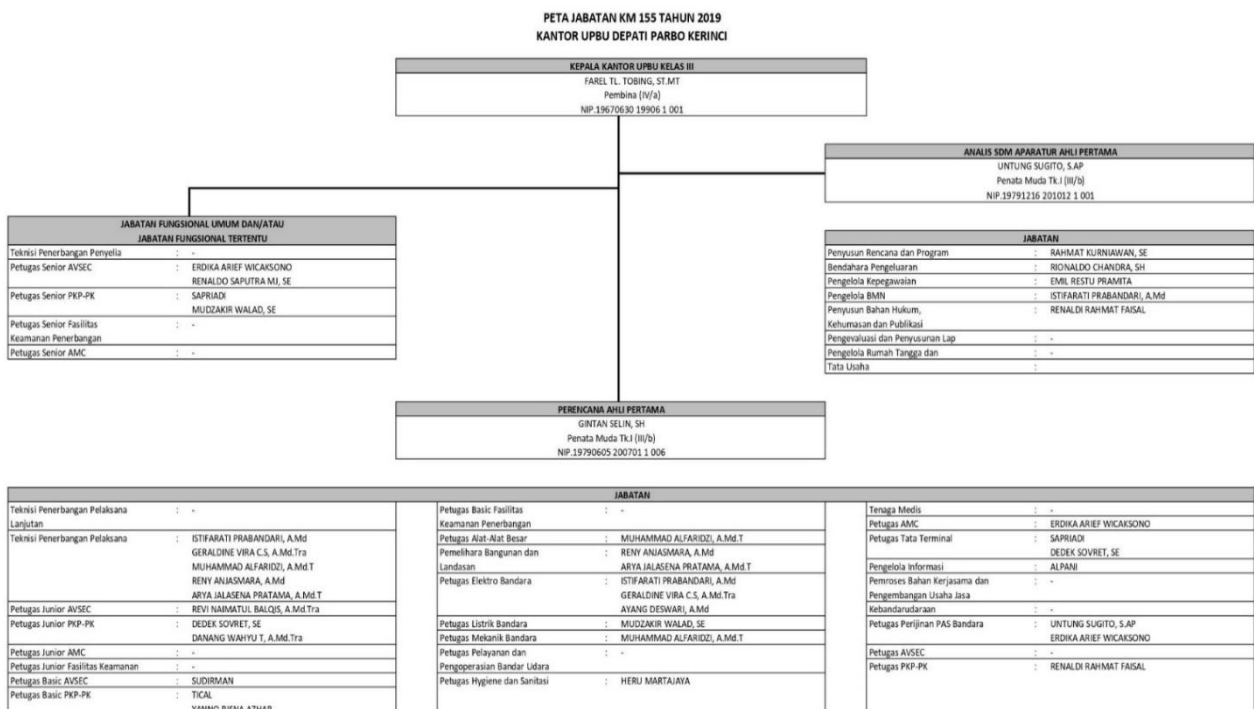 PETA JABATAN KM 155 TAHUN 2019
KANTOR UPBU DEPATI PARBO KERINCI
KEPALA KANTOR UPBU KELAS III
FAREL TL. TOBING, ST.MT
Pembina (IV/a)
NIP.19670630 19906 1 001
ANALIS SDM APARATUR AHLI PERTAMA
UNTUNG SUGITO, S.AP
Penata Muda Tk.I (III/b)
NIP.19791216 201012 1 001
JABATAN FUNGSIONAL UMUM DAN/ATAU
JABATAN FUNGSIONAL TERTENTU
Teknisi Penerbangan Penyelia : -
Petugas Senior AVSEC : ERDIKA ARIEF WICAKSONO
RENALDO SAPUTRA MJ, SE
Petugas Senior PKP-PK : SAPRIADI
MUDZAKIR WALAD, SE
Petugas Senior Fasilitas : -
Keamanan Penerbangan
Petugas Senior AMC : -
JABATAN
Penyusun Rencana dan Program : RAHMAT KURNIAWAN, SE
Bendahara Pengeluaran : RIONALDO CHANDRA, SH
Pengelola Kepegawaian : EMIL RESTU PRAMITA
Pengelola BMN : ISTIFARATI PRABANDARI, A.Md
Penyusun Bahan Hukum, : RENALDI RAHMAT FAISAL
Kehumasan dan Publikasi
Pengevaluasi dan Penyusunan Lap : -
Pengelola Rumah Tangga dan : -
Tata Usaha :
PERENCANA AHLI PERTAMA
GINTAN SELIN, SH
Penata Muda Tk.I (III/b)
NIP.19790605 200701 1 006
JABATAN
Teknisi Penerbangan Pelaksana : -
Lanjutan
Teknisi Penerbangan Pelaksana : ISTIFARATI PRABANDARI, A.Md
GERALDINE VIRA C.S, A.Md.Tra
MUHAMMAD ALFARIDZI, A.Md.T
RENY ANJASMARA, A.Md
ARYA JALASENA PRATAMA, A.Md.T
Petugas Junior AVSEC : REVI NAIMATUL BALQIS, A.Md.Tra
Petugas Junior PKP-PK : DEDEK SOVRET, SE
DANANG WAHYU T, A.Md.Tra
Petugas Junior AMC : -
Petugas Junior Fasilitas Keamanan : -
Petugas Basic AVSEC : SUDIRMAN
Petugas Basic PKP-PK : TICAL
Petugas Basic Fasilitas : -
Keamanan Penerbangan
Petugas Alat-Alat Besar : MUHAMMAD ALFARIDZI, A.Md.T
Pemelihara Bangunan dan : RENY ANJASMARA, A.Md
Landasan ARYA JALASENA PRATAMA, A.Md.T
Petugas Elektro Bandara : ISTIFARATI PRABANDARI, A.Md
GERALDINE VIRA C.S, A.Md.Tra
AYANG DESWARI, A.Md
Petugas Listrik Bandara : MUDZAKIR WALAD, SE
Petugas Mekanik Bandara : MUHAMMAD ALFARIDZI, A.Md.T
Petugas Pelayanan dan : -
Pengoperasian Bandar Udara
Petugas Hygiene dan Sanitasi : HERU MARTAJAYA
Tenaga Medis : -
Petugas AMC : ERDIKA ARIEF WICAKSONO
Petugas Tata Terminal : SAPRIADI
DEDEK SOVRET, SE
Pengelola Informasi : ALPANI
Pemroses Bahan Kerjasama dan : -
Pengembangan Usaha Jasa
Kebandarudaraan : -
Petugas Perijinan PAS Bandara : UNTUNG SUGITO, S.AP
ERDIKA ARIEF WICAKSONO
Petugas AVSEC : -
Petugas PKP-PK : RENALDI RAHMAT FAISAL